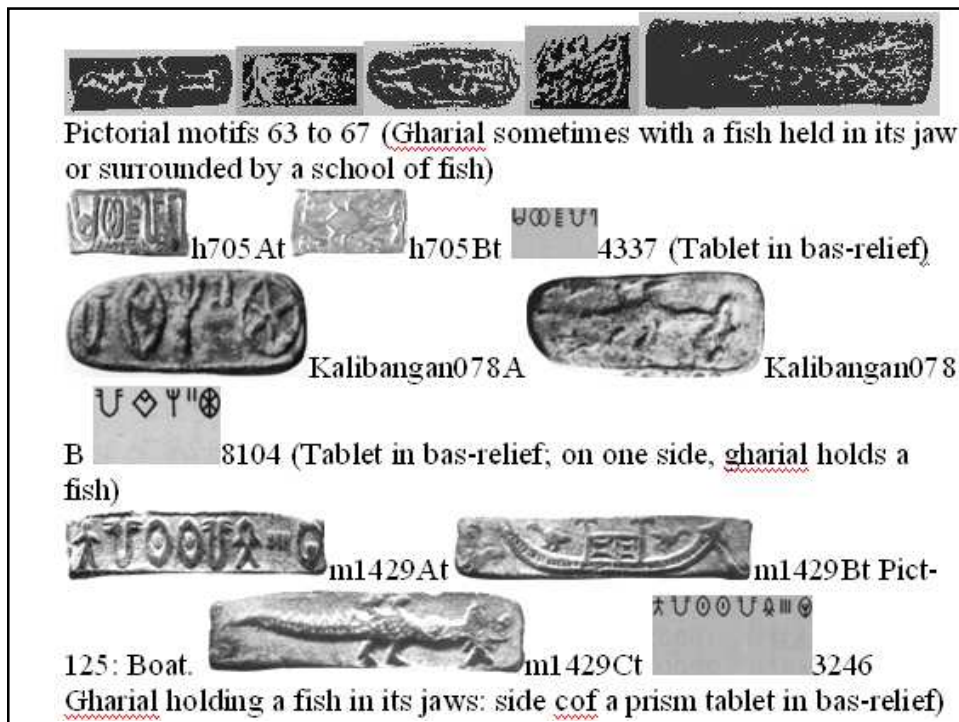 Pictorial motifs 63 to 67 (Gharial sometimes with a fish held in its jaw
or surrounded by a school of fish)
h705At h705Bt 4337 (Tablet in bas-relief)
Kalibangan078A Kalibangan078
B 8104 (Tablet in bas-relief; on one side, gharial holds a
fish)
m1429At m1429Bt Pict-
125: Boat. m1429Ct 3246
Gharial holding a fish in its jaws: side cof a prism tablet in bas-relief)